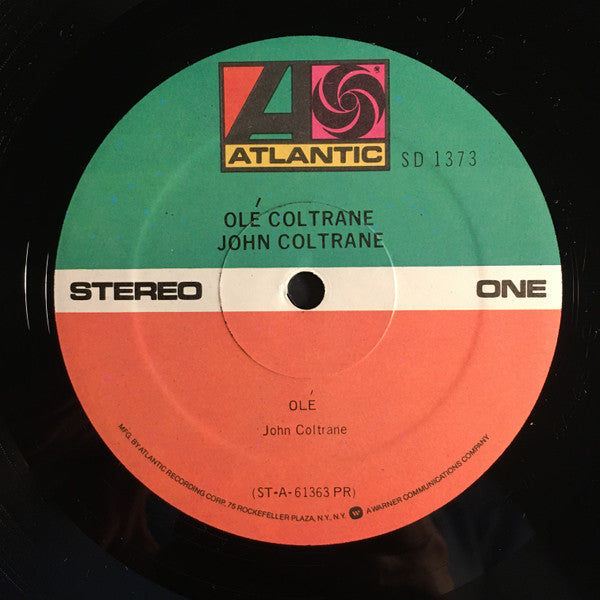 ATLANTIC
SD 1373
OLÉ COLTRANE
JOHN COLTRANE
STEREO
ONE
OLÉ
John Coltrane
(ST-A-61363 PR)
MFG. BY ATLANTIC RECORDING CORP., 75 ROCKEFELLER PLAZA, N.Y., N.Y. W A WARNER COMMUNICATIONS COMPANY